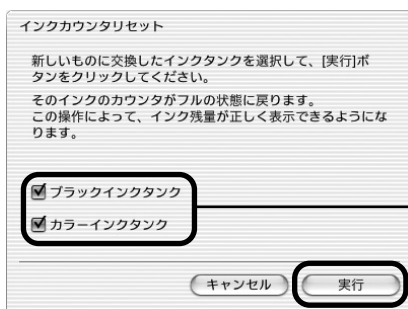 インクカウンタリセット
新しいものに交換したインクタンクを選択して、[実行]ボ
タンをクリックしてください。
そのインクのカウンタがフルの状態に戻ります。
この操作によって、インク残量が正しく表示できるようにな
ります。
ブラックインクタンク
カラーインクタンク
キャンセル 実行